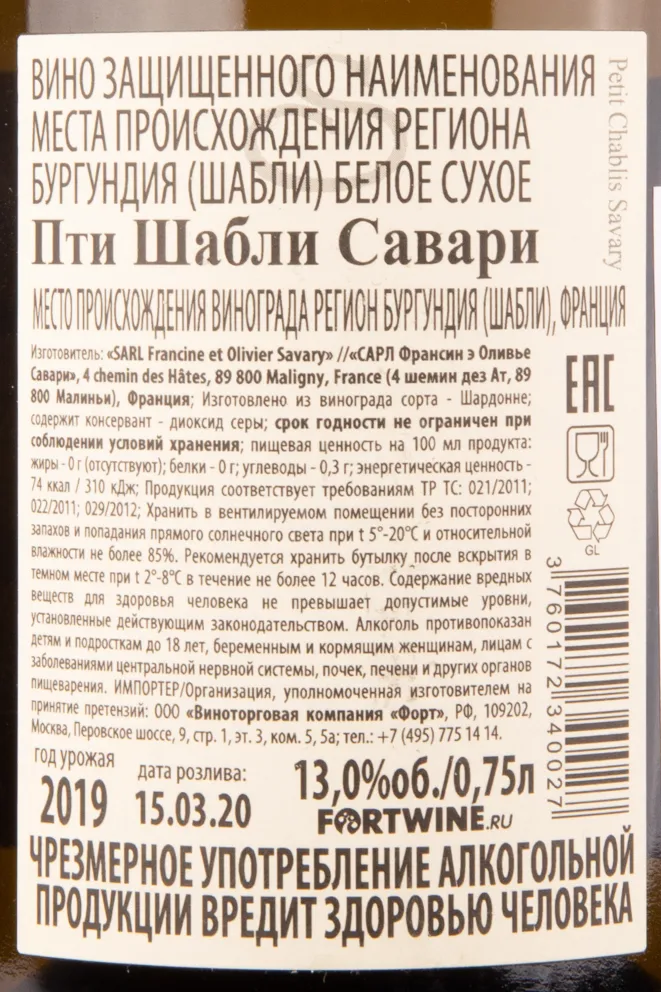 ВИНО ЗАЩИЩЕННОГО НАИМЕНОВАНИЯ
МЕСТА ПРОИСХОЖДЕНИЯ РЕГИОНА
БУРГУНДИЯ (ШАБЛИ) БЕЛОЕ СУХОЕ
Пти Шабли Савари
МЕСТО ПРОИСХОЖДЕНИЯ ВИНОГРАДА РЕГИОН БУРГУНДИЯ (ШАБЛИ), ФРАНЦИЯ
Petit Chablis Savary
Изготовитель: «SARL Francine et Olivier Savary» //«САРЛ Франсин э Оливье
Савари», 4 chemin des Hâtes, 89 800 Maligny, France (4 шемин дез Ат, 89
800 Малиньи), Франция; Изготовлено из винограда сорта - Шардонне;
содержит консервант - диоксид серы; срок годности не ограничен при
соблюдении условий хранения; пищевая ценность на 100 мл продукта:
жиры - 0 г (отсутствуют); белки - 0 г; углеводы - 0,3 г; энергетическая ценность -
74 ккал / 310 кДж; Продукция соответствует требованиям ТР ТС: 021/2011;
022/2011; 029/2012; Хранить в вентилируемом помещении без посторонних
запахов и попадания прямого солнечного света при t 5°-20°С и относительной
влажности не более 85%. Рекомендуется хранить бутылку после вскрытия в
темном месте при t 2°-8°С в течение не более 12 часов. Содержание вредных
веществ для здоровья человека не превышает допустимые уровни,
установленные действующим законодательством. Алкоголь противопоказан
детям и подросткам до 18 лет, беременным и кормящим женщинам, лицам с
заболеваниями центральной нервной системы, почек, печени и других органов
пищеварения. ИМПОРТЕР/Организация, уполномоченная изготовителем на
принятие претензий: ООО «Виноторговая компания «Форт», РФ, 109202,
Москва, Перовское шоссе, 9, стр. 1, эт. 3, ком. 5, 5а; тел.: +7 (495) 775 14 14.
EAC
GL
3 760172 340027
год урожая
2019
дата розлива:
15.03.20
13,0%об./0,75л
FORTWINE.RU
ЧРЕЗМЕРНОЕ УПОТРЕБЛЕНИЕ АЛКОГОЛЬНОЙ
ПРОДУКЦИИ ВРЕДИТ ЗДОРОВЬЮ ЧЕЛОВЕКА